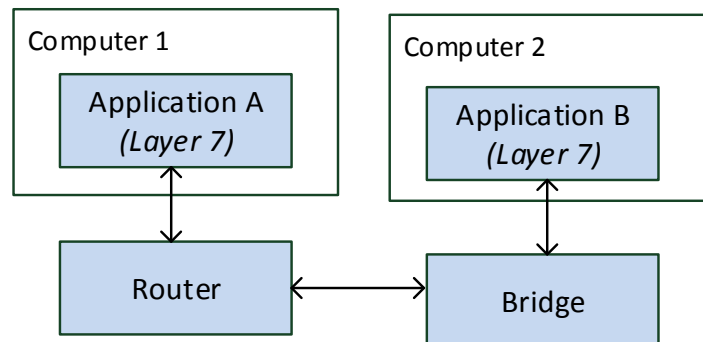 Computer 1
Application A
(Layer 7)
Computer 2
Application B
(Layer 7)
Router
Bridge